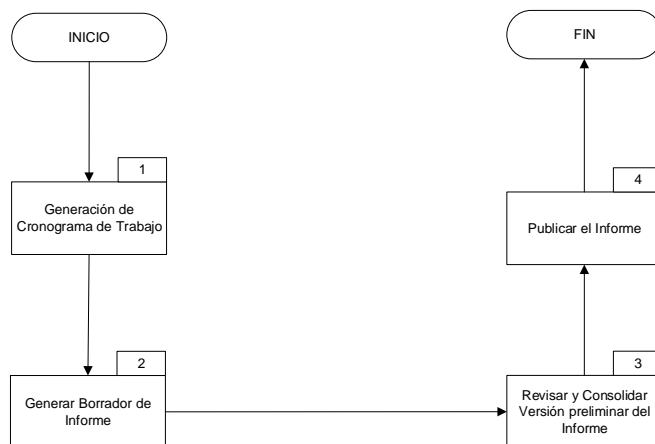 INICIO
FIN
1
Generación de
Cronograma de Trabajo
4
Publicar el Informe
2
Generar Borrador de
Informe
3
Revisar y Consolidar
Versión preliminar del
Informe